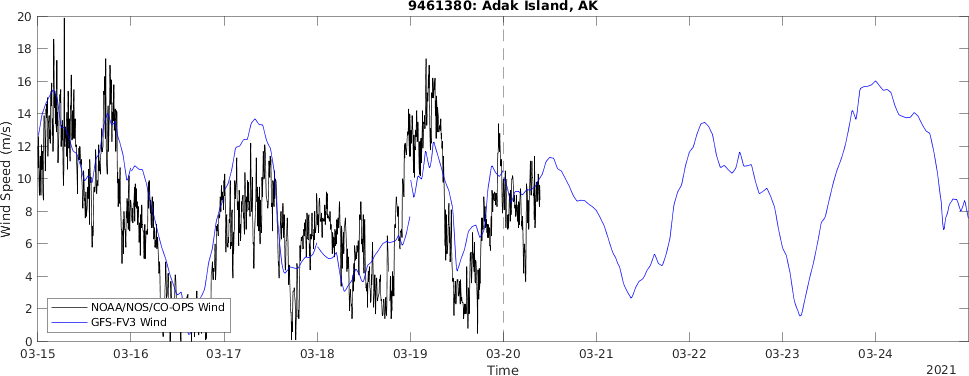 9461380: Adak Island, AK
20
18
16
14
12
10
8
6
4
2
0
Wind Speed (m/s)
NOAA/NOS/CO-OPS Wind
GFS-FV3 Wind
03-15 03-16 03-17 03-18 03-19 03-20 03-21 03-22 03-23 03-24
Time
2021